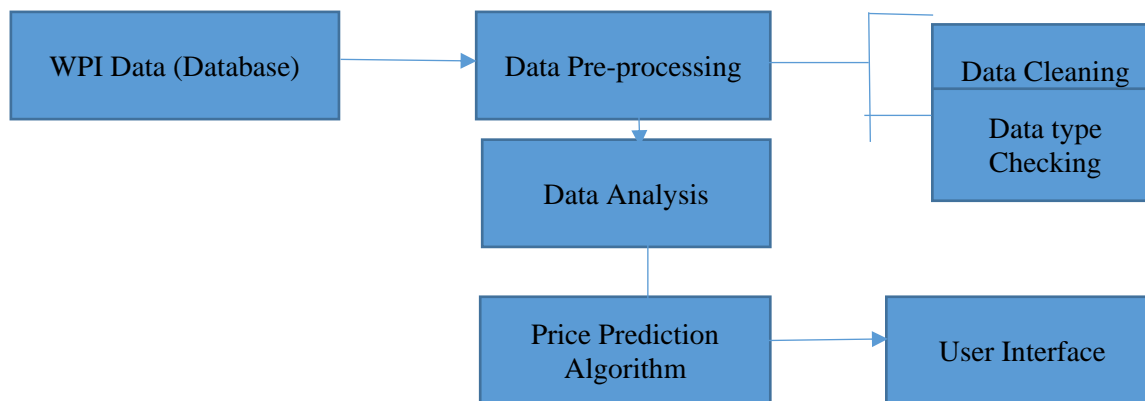 WPI Data (Database)
Data Pre-processing
Data Cleaning
Data type
Checking
Data Analysis
Price Prediction
Algorithm
User Interface